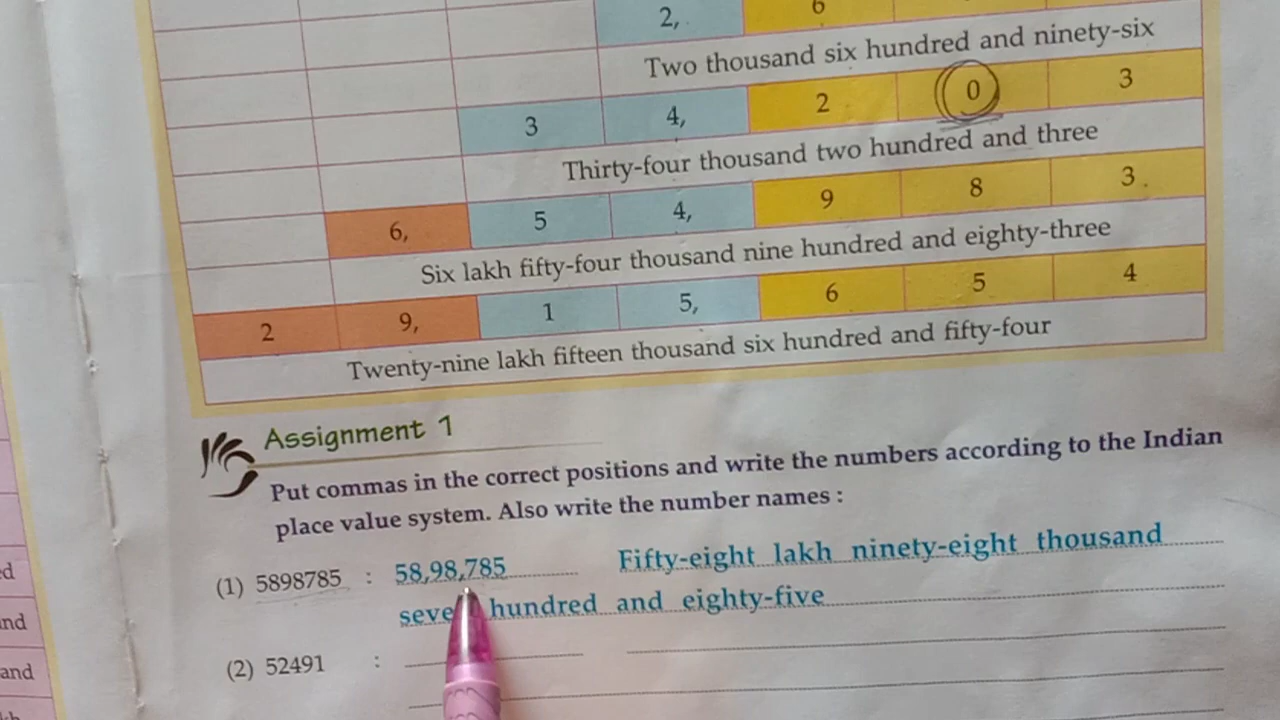 2, 6
Two thousand six hundred and ninety-six
3 4, 2 0 3
Thirty-four thousand two hundred and three
6, 5 4, 9 8 3
Six lakh fifty-four thousand nine hundred and eighty-three
2 9, 1 5, 6 5 4
Twenty-nine lakh fifteen thousand six hundred and fifty-four
Assignment 1
Put commas in the correct positions and write the numbers according to the Indian
place value system. Also write the number names :
(1) 5898785 : 58,98,785 Fifty-eight lakh ninety-eight thousand
hundred and eighty-five
(2) 52491 :
nd
and